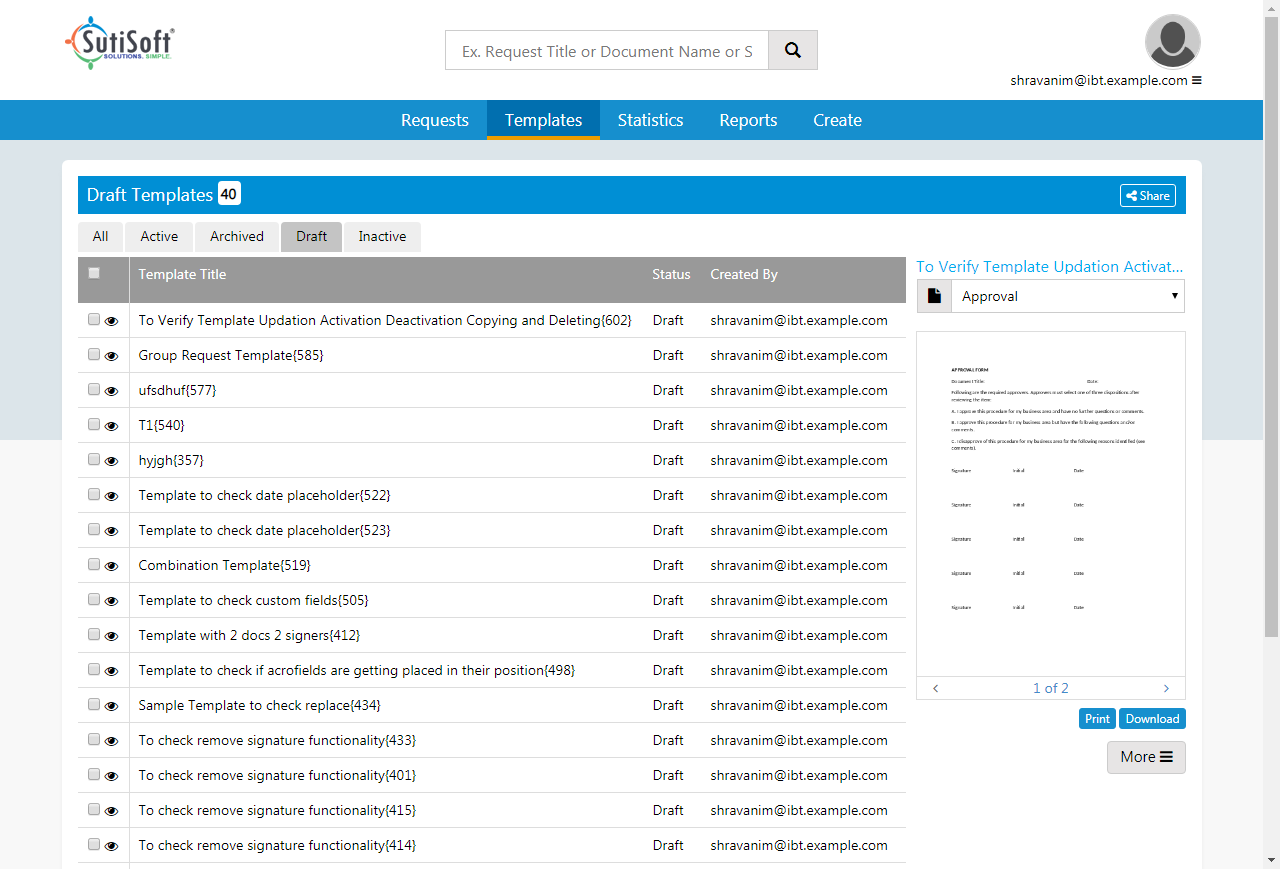 SutiSoft®
SOLUTIONS. SIMPLE.
Ex. Request Title or Document Name or S
shravanim@ibt.example.com
Requests Templates Statistics Reports Create
Draft Templates 40
Share
All Active Archived Draft Inactive
Template Title Status Created By
To Verify Template Updation Activation Deactivation Copying and Deleting{602} Draft shravanim@ibt.example.com
Group Request Template{585} Draft shravanim@ibt.example.com
ufsdhuf{577} Draft shravanim@ibt.example.com
T1{540} Draft shravanim@ibt.example.com
hyjgh{357} Draft shravanim@ibt.example.com
Template to check date placeholder{522} Draft shravanim@ibt.example.com
Template to check date placeholder{523} Draft shravanim@ibt.example.com
Combination Template{519} Draft shravanim@ibt.example.com
Template to check custom fields{505} Draft shravanim@ibt.example.com
Template with 2 docs 2 signers{412} Draft shravanim@ibt.example.com
Template to check if acrofields are getting placed in their position{498} Draft shravanim@ibt.example.com
Sample Template to check replace{434} Draft shravanim@ibt.example.com
To check remove signature functionality{433} Draft shravanim@ibt.example.com
To check remove signature functionality{401} Draft shravanim@ibt.example.com
To check remove signature functionality{415} Draft shravanim@ibt.example.com
To check remove signature functionality{414} Draft shravanim@ibt.example.com
To Verify Template Updation Activat...
Approval
APPROVAL FORM
Document Title: Date:
Following are the required approvers. Approvers must select one of three dispositions after
reviewing the item:
A. I approve this procedure for my business area and have no further questions or comments.
B. I approve this procedure for my business area but have the following questions and/or
comments.
C. I disapprove of this procedure for my business area for the following reasons identified (see
comments).
Signature Initial Date
Signature Initial Date
Signature Initial Date
Signature Initial Date
Signature Initial Date
1 of 2
Print Download
More